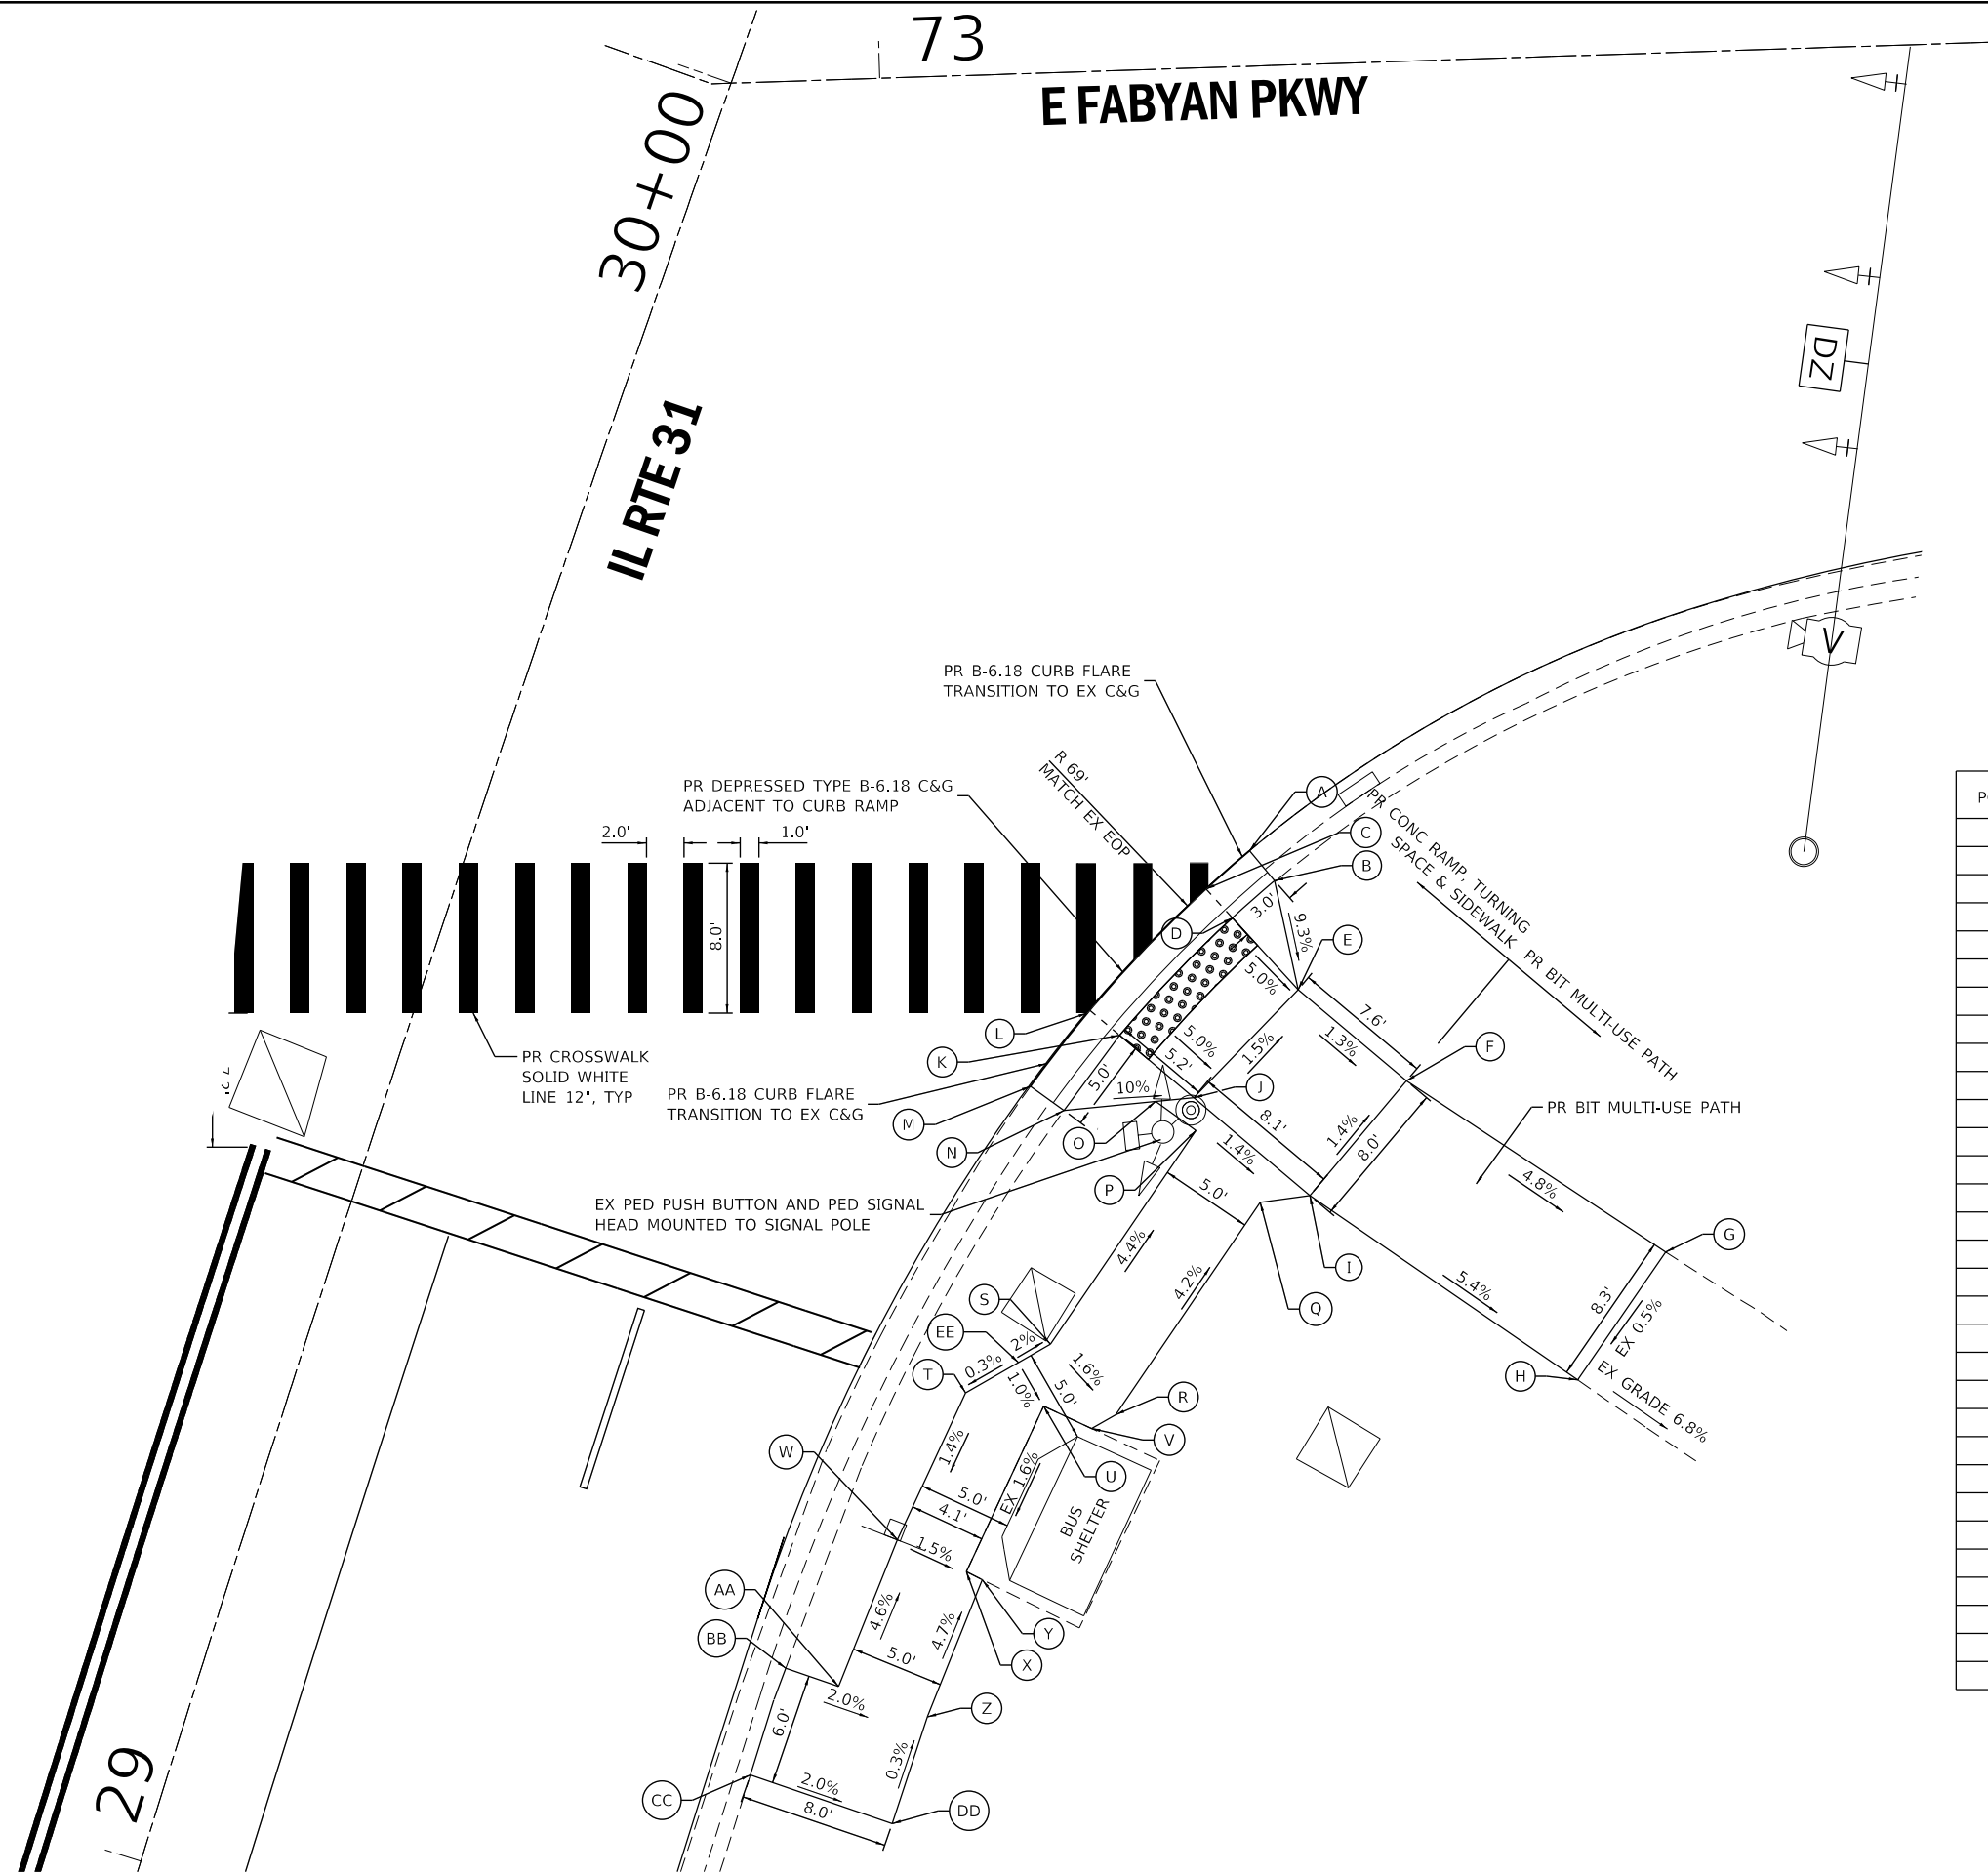 73
E FABYAN PKWY
30+00
IL RTE 31
DZ
V
PR B-6.18 CURB FLARE
TRANSITION TO EX C&G
R 69'
MATCH EX EOP
PR DEPRESSED TYPE B-6.18 C&G
ADJACENT TO CURB RAMP
A
C
B
PR CONC RAMP, TURNING
SPACE & SIDEWALK
PR BIT MULTI-USE PATH
2.0'
1.0'
8.0'
3.0'
9.3%
D
E
5.0%
7.6'
1.3%
F
L
K
5.0%
5.2'
1.5%
PR CROSSWALK
SOLID WHITE
LINE 12", TYP
PR B-6.18 CURB FLARE
TRANSITION TO EX C&G
5.0'
10%
J
M
N
O
8.1'
1.4%
1.4%
8.0'
PR BIT MULTI-USE PATH
4.8%
P
EX PED PUSH BUTTON AND PED SIGNAL
HEAD MOUNTED TO SIGNAL POLE
5.0'
4.4%
4.2%
G
I
Q
5.4%
8.3'
EX 0.5%
H
EX GRADE 6.8%
S
EE
2%
0.3%
T
1.0%
5.0'
1.6%
R
V
U
W
1.4%
5.0'
4.1'
EX 1.6%
1.5%
BUS
SHELTER
AA
BB
4.6%
4.7%
5.0'
Y
X
Z
2.0%
6.0'
0.3%
CC
2.0%
8.0'
DD
29